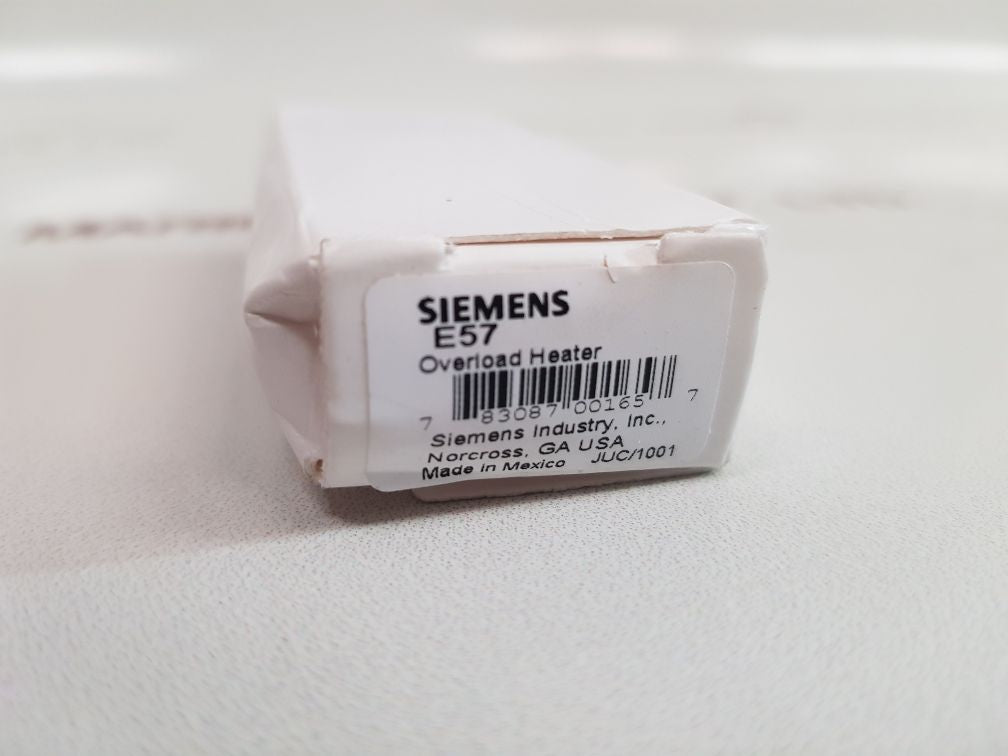 SIEMENS
E57
Overload Heater
7 83087 00165 7
Siemens Industry, Inc.,
Norcross, GA USA
Made in Mexico JUC/1001